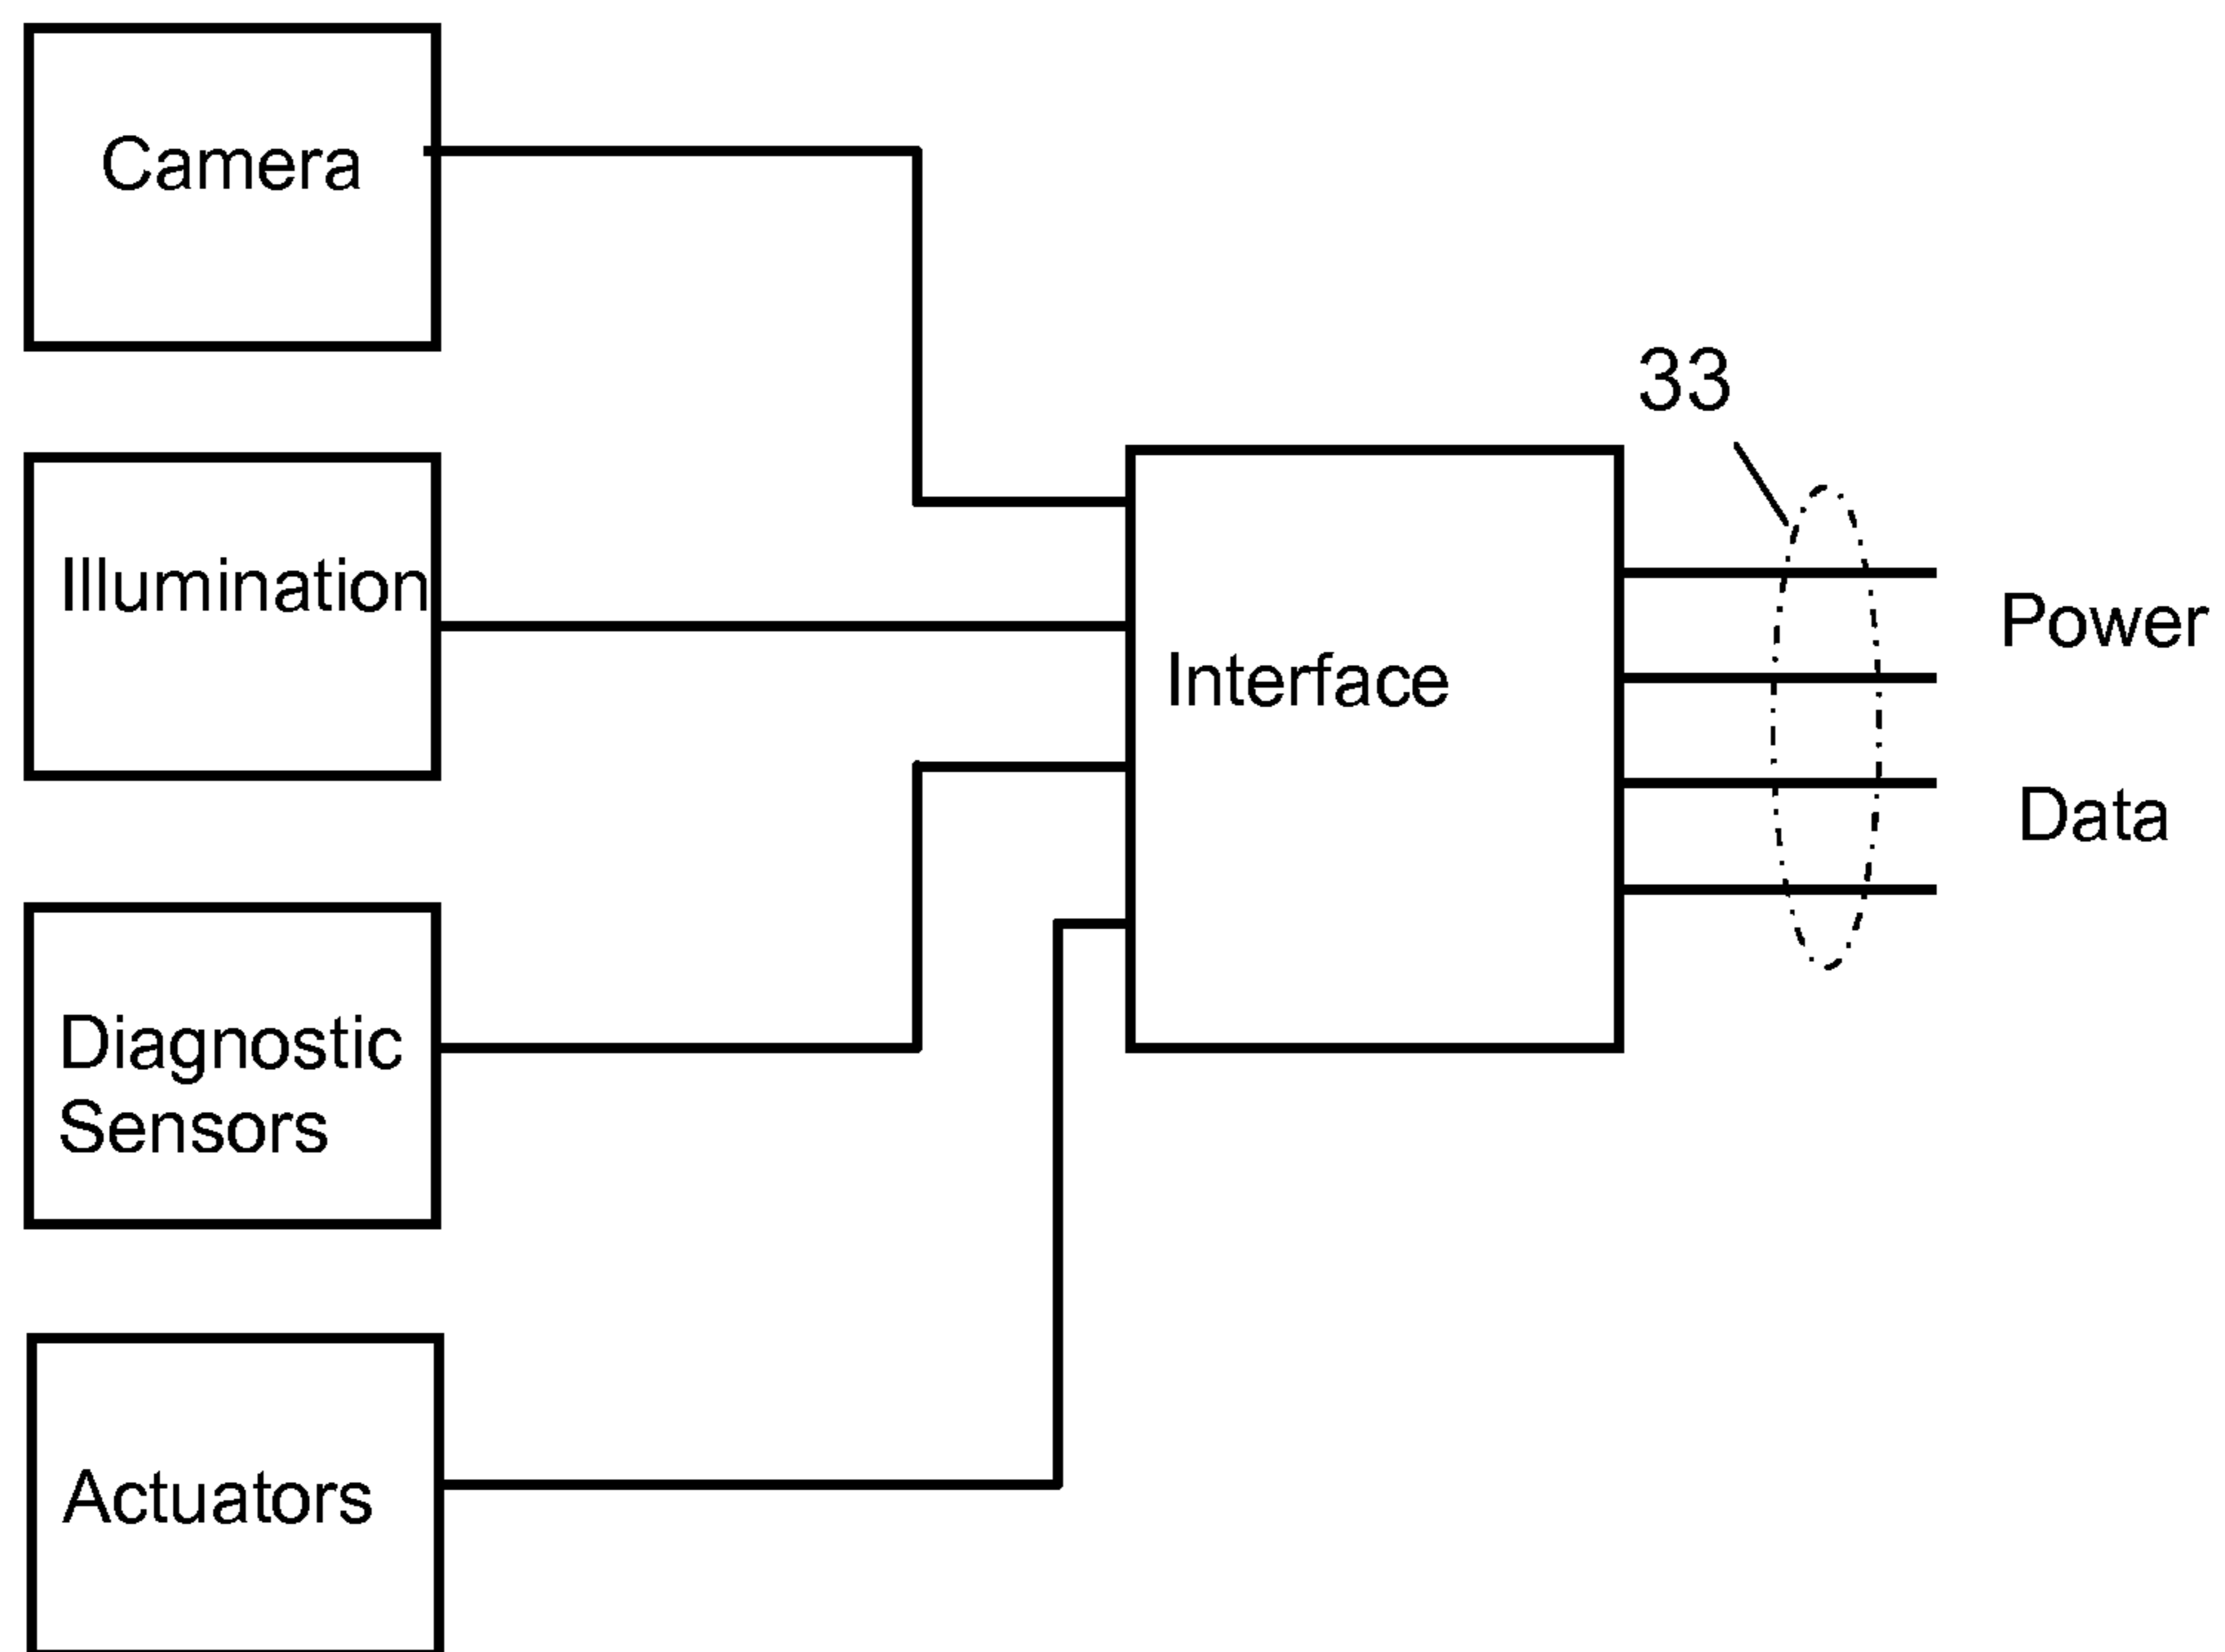 Camera
33
Illumination
Power
Interface
Data
Diagnostic
Sensors
Actuators